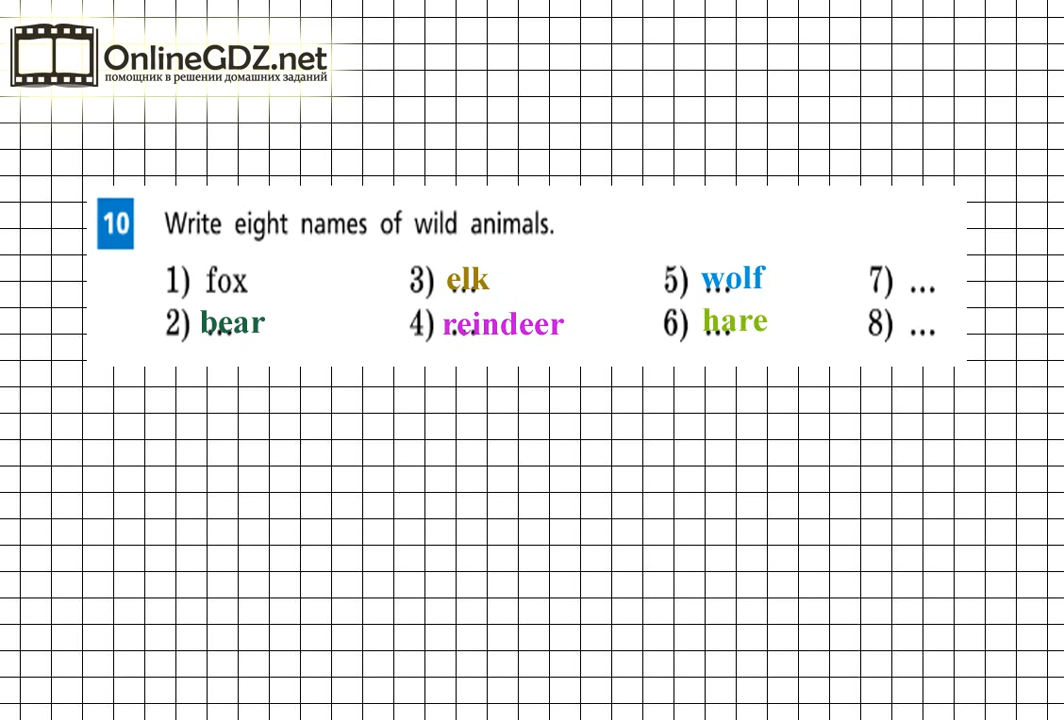 OnlineGDZ.net
помощник в решении домашних заданий
10 Write eight names of wild animals.
1) fox 3) elk 5) wolf 7) ...
2) bear 4) reindeer 6) hare 8) ...